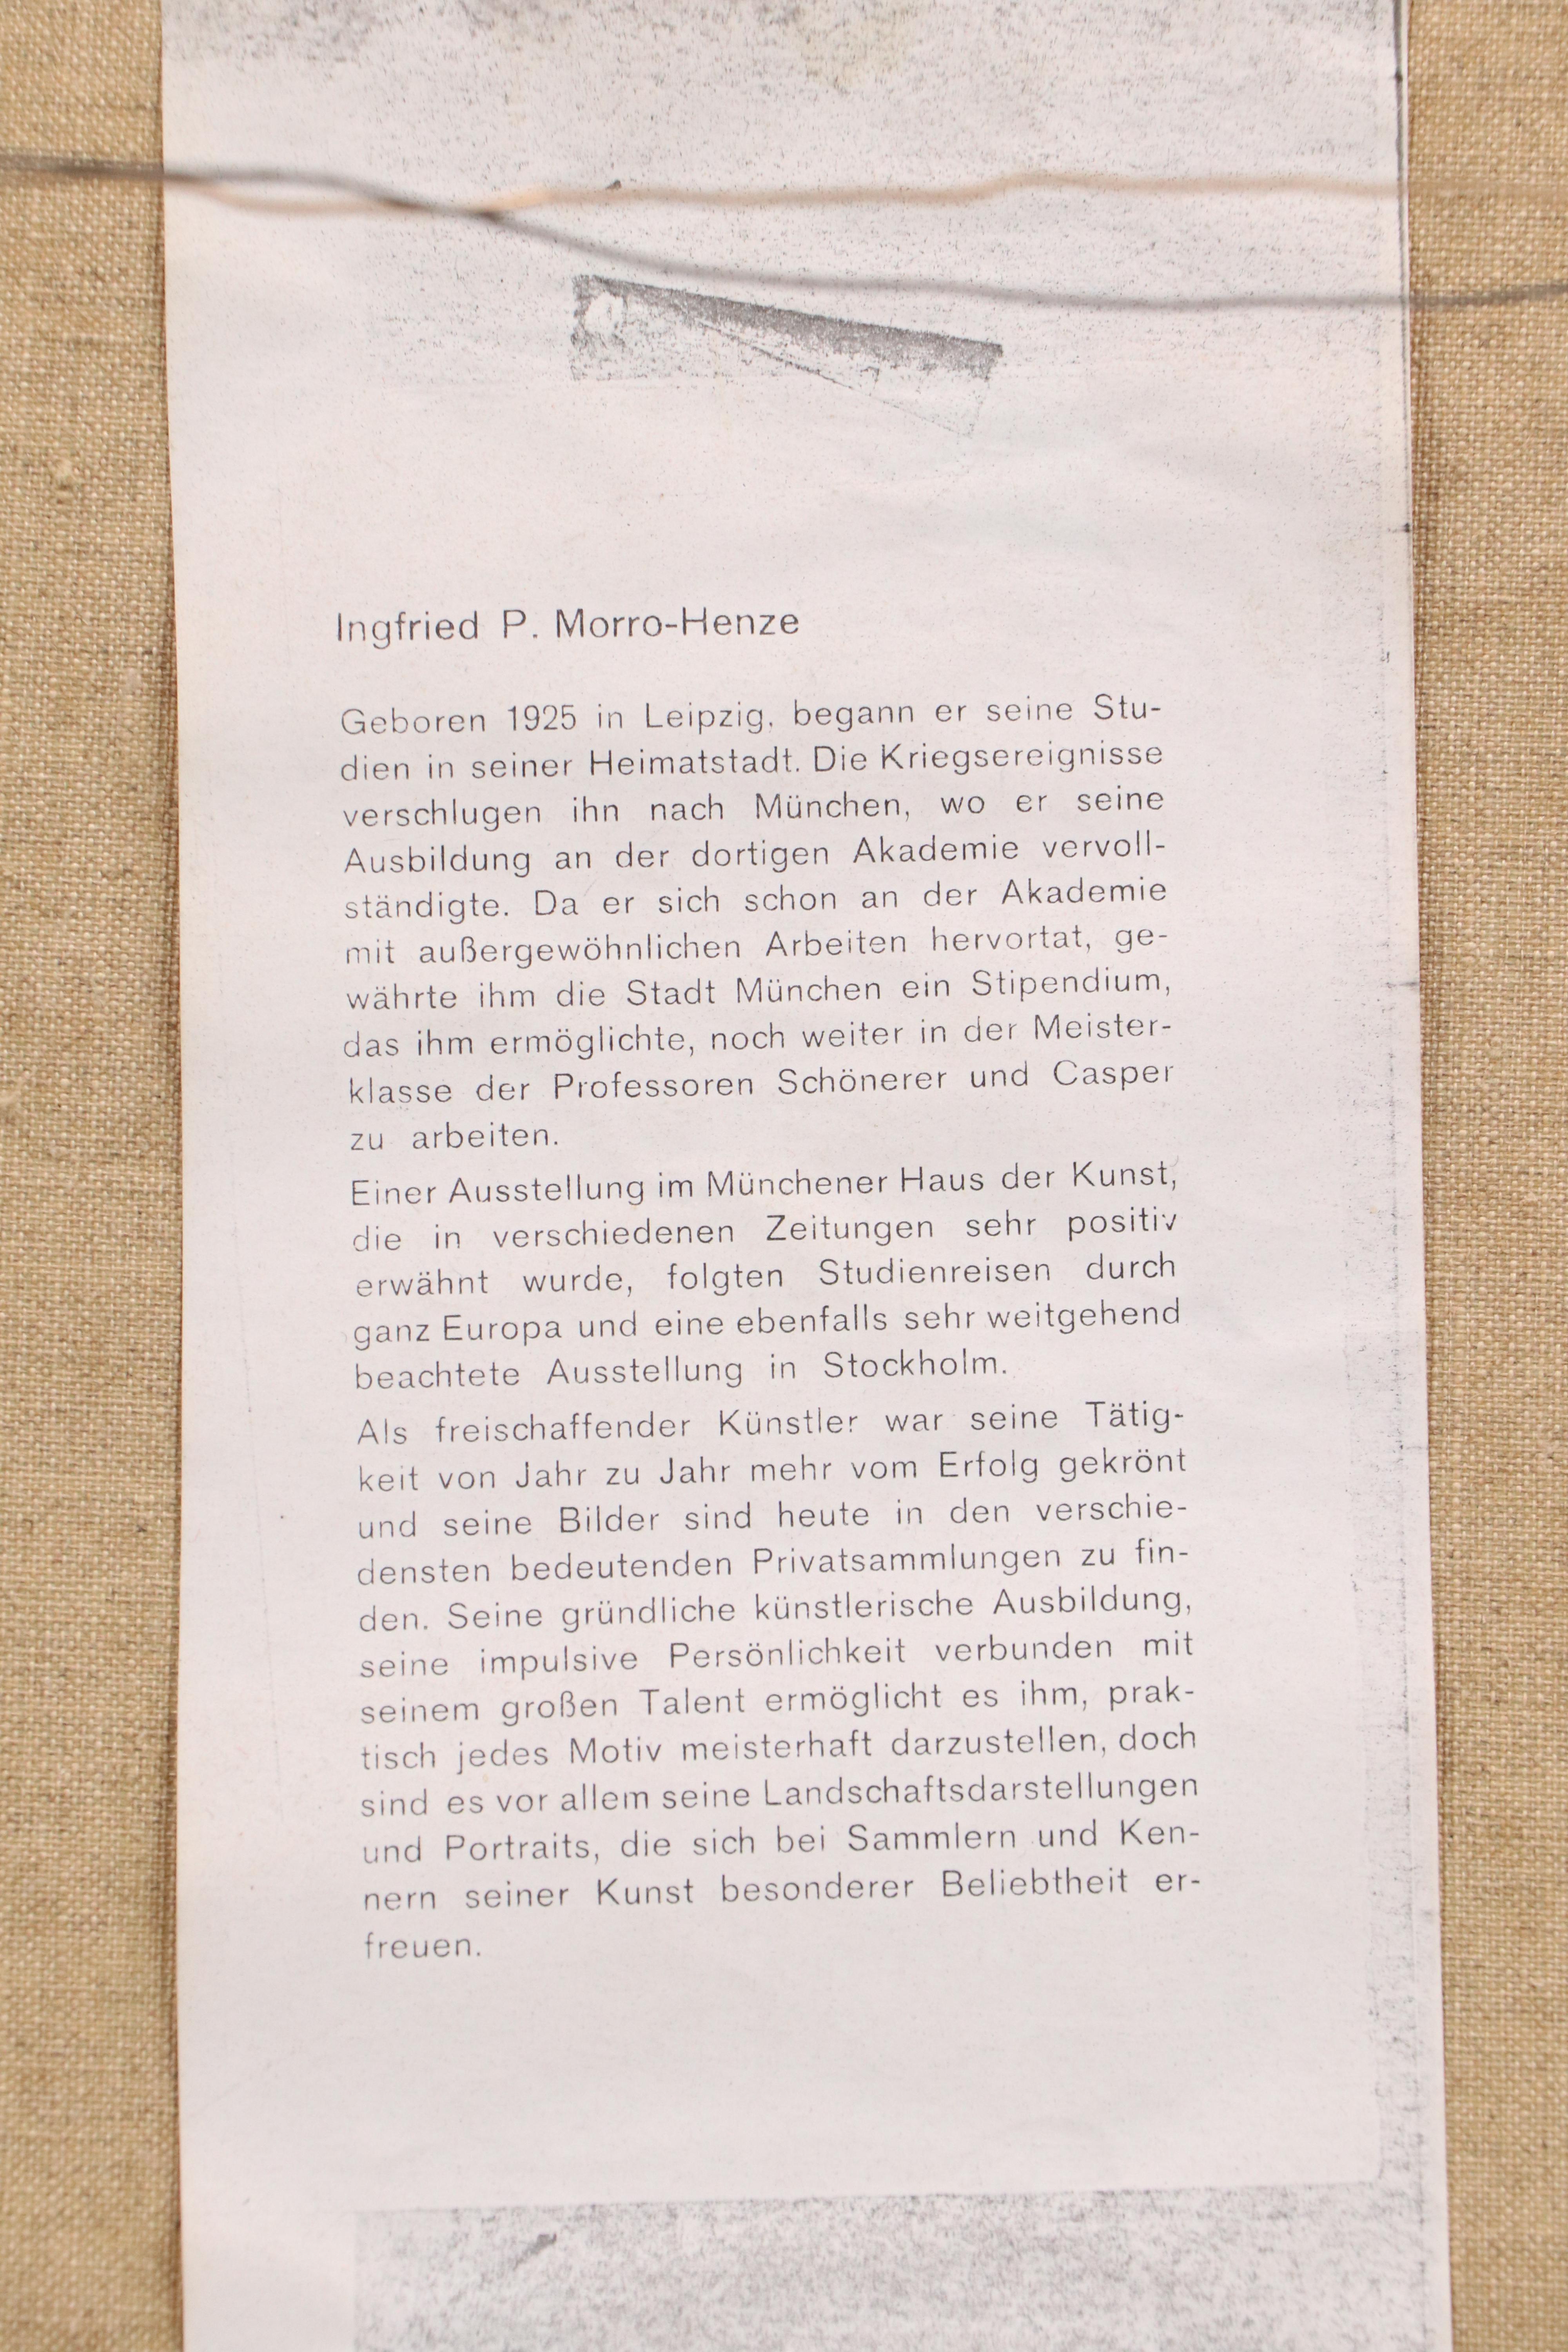 Ingfried P. Morro-Henze
Geboren 1925 in Leipzig, begann er seine Stu-
dien in seiner Heimatstadt. Die Kriegsereignisse
verschlugen ihn nach München, wo er seine
Ausbildung an der dortigen Akademie vervoll-
ständigte. Da er sich schon an der Akademie
mit außergewöhnlichen Arbeiten hervortat, ge-
währte ihm die Stadt München ein Stipendium,
das ihm ermöglichte, noch weiter in der Meister-
klasse der Professoren Schönerer und Casper
zu arbeiten.
Einer Ausstellung im Münchener Haus der Kunst,
die in verschiedenen Zeitungen sehr positiv
erwähnt wurde, folgten Studienreisen durch
ganz Europa und eine ebenfalls sehr weitgehend
beachtete Ausstellung in Stockholm.
Als freischaffender Künstler war seine Tätig-
keit von Jahr zu Jahr mehr vom Erfolg gekrönt
und seine Bilder sind heute in den verschie-
densten bedeutenden Privatsammlungen zu fin-
den. Seine gründliche künstlerische Ausbildung,
seine impulsive Persönlichkeit verbunden mit
seinem großen Talent ermöglicht es ihm, prak-
tisch jedes Motiv meisterhaft darzustellen, doch
sind es vor allem seine Landschaftsdarstellungen
und Portraits, die sich bei Sammlern und Ken-
nern seiner Kunst besonderer Beliebtheit er-
freuen.